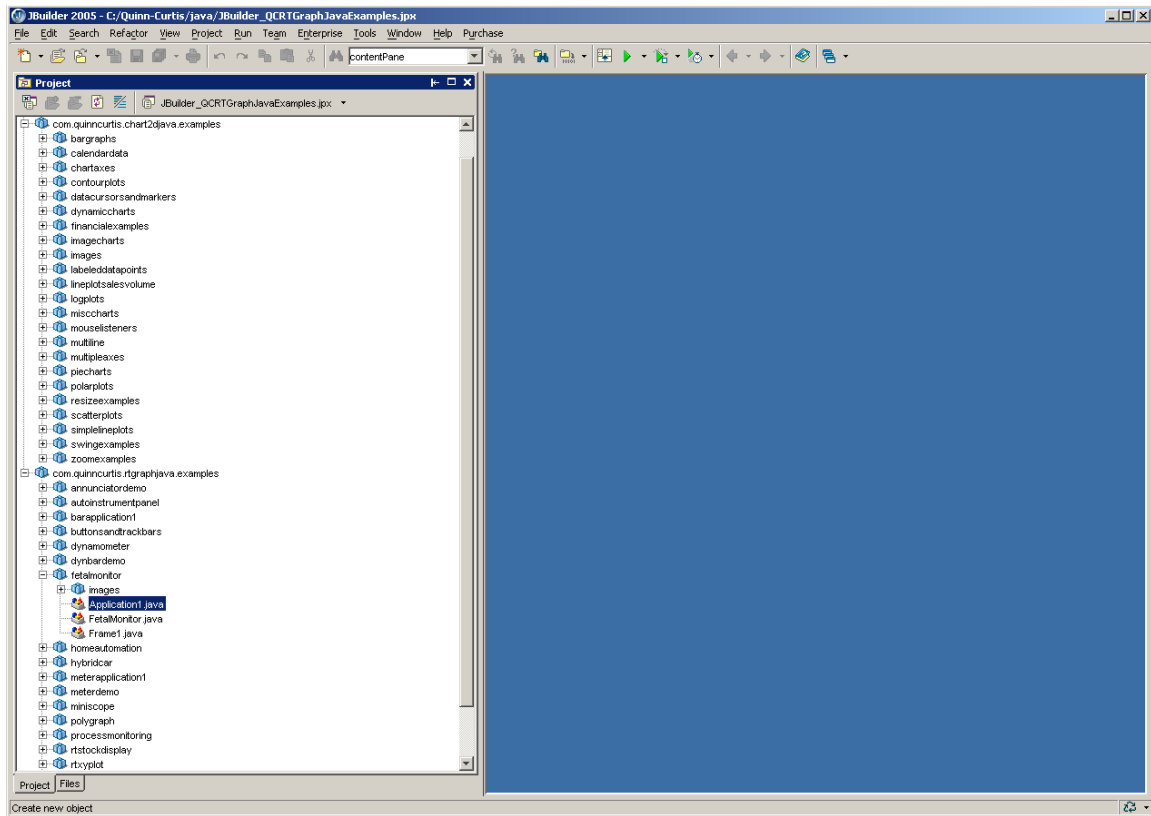 JBuilder 2005 - C:/Quinn-Curtis/java/JBuilder_QCRTGraphJavaExamples.jpx
File Edit Search Refactor View Project Run Team Enterprise Tools Window Help Purchase
contentPane
Project
JBuilder_QCRTGraphJavaExamples.jpx
com.quinncurtis.chart2djava.examples
bargraphs
calendardata
chartaxes
contourplots
datacursorsandmarkers
dynamiccharts
financialexamples
imagecharts
images
labeleddatapoints
lineplotsalesvolume
logplots
misccharts
mouselisteners
multiline
multipleaxes
piecharts
polarplots
resizeexamples
scatterplots
simplelineplots
swingexamples
zoomexamples
com.quinncurtis.rtgraphjava.examples
annunciatordemo
autoinstrumentpanel
barapplication1
buttonsandtrackbars
dynamometer
dynbardemo
fetalmonitor
images
Application1.java
FetalMonitor.java
Frame1.java
homeautomation
hybridcar
meterapplication1
meterdemo
miniscope
polygraph
processmonitoring
rtstockdisplay
rtxyplot
Project Files
Create new object